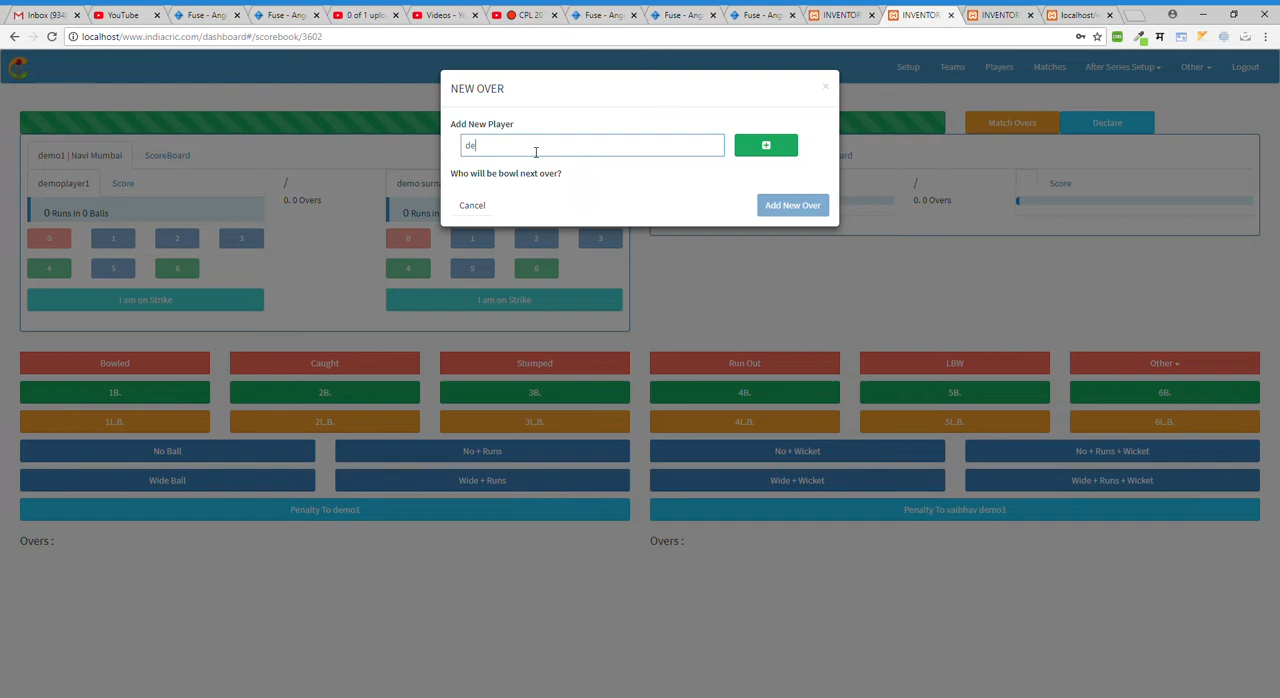 Inbox (934)
YouTube
Fuse - Ang
Fuse - Ang
0 of 1 uplo
Videos - Yo
CPL 20
Fuse - Ang
Fuse - Ang
Fuse - Ang
INVENTOR
INVENTOR
INVENTOR
localhost/w
localhost/www.indiacric.com/dashboard#/scorebook/3602
Setup
Teams
Players
Matches
After Series Setup
Other
Logout
NEW OVER
×
Add New Player
de
Who will be bowl next over?
Cancel
Add New Over
Match Overs
Declare
demo1 | Navi Mumbai
ScoreBoard
ard
demoplayer1
Score
/
0. 0 Overs
demo surna
/
0. 0 Overs
Score
0 Runs in 0 Balls
0 Runs in
0 1 2 3
0 1 2 3
4 5 6
4 5 6
I am on Strike
I am on Strike
Bowled
Caught
Stumped
Run Out
LBW
Other
1B.
2B.
3B.
4B.
5B.
6B.
1L.B.
2L.B.
3L.B.
4L.B.
5L.B.
6L.B.
No Ball
No + Runs
No + Wicket
No + Runs + Wicket
Wide Ball
Wide + Runs
Wide + Wicket
Wide + Runs + Wicket
Penalty To demo1
Penalty To vaibhav demo1
Overs :
Overs :